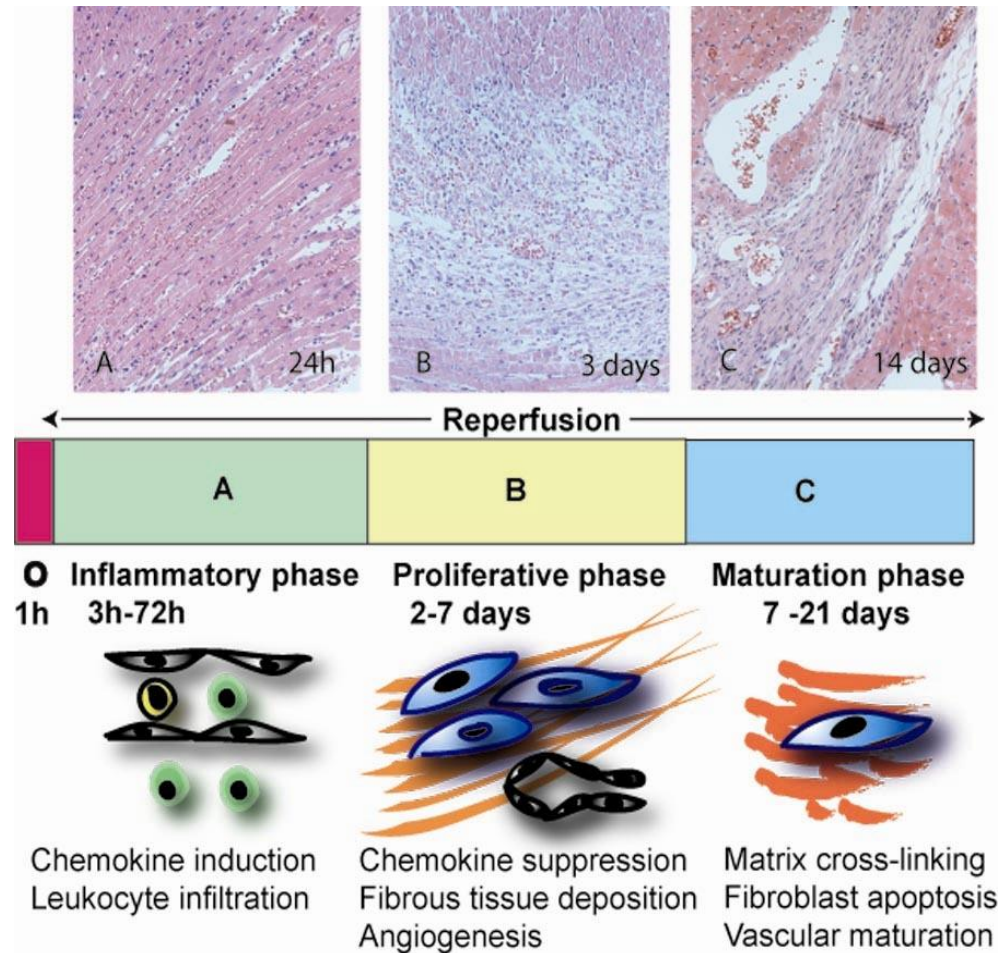 A 24h
B 3 days
C 14 days
Reperfusion
A
B
C
O Inflammatory phase
1h 3h-72h
Proliferative phase
2-7 days
Maturation phase
7 -21 days
Chemokine induction
Leukocyte infiltration
Chemokine suppression
Fibrous tissue deposition
Angiogenesis
Matrix cross-linking
Fibroblast apoptosis
Vascular maturation